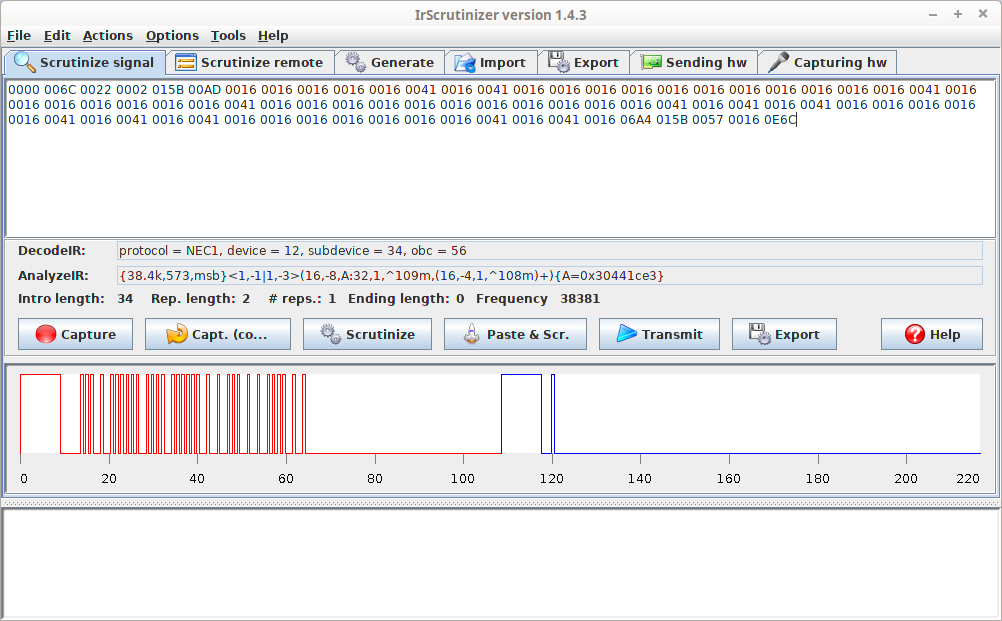 IrScrutinizer version 1.4.3
File Edit Actions Options Tools Help
Scrutinize signal Scrutinize remote Generate Import Export Sending hw Capturing hw
0000 006C 0022 0002 015B 00AD 0016 0016 0016 0016 0016 0041 0016 0041 0016 0016 0016 0016 0016 0016 0016 0016 0016 0016 0016 0041 0016
0016 0016 0016 0016 0016 0016 0041 0016 0016 0016 0016 0016 0016 0016 0016 0016 0016 0016 0041 0016 0041 0016 0041 0016 0016 0016 0016
0016 0041 0016 0041 0016 0041 0016 0016 0016 0016 0016 0016 0016 0041 0016 0041 0016 06A4 015B 0057 0016 0E6C
DecodeIR: protocol = NEC1, device = 12, subdevice = 34, obc = 56
AnalyzeIR: {38.4k,573,msb}<1,-1|1,-3>(16,-8,A:32,1,^109m,(16,-4,1,^108m)+){A=0x30441ce3}
Intro length: 34 Rep. length: 2 # reps.: 1 Ending length: 0 Frequency 38381
Capture Capt. (co... Scrutinize Paste & Scr. Transmit Export Help
0 20 40 60 80 100 120 140 160 180 200 220